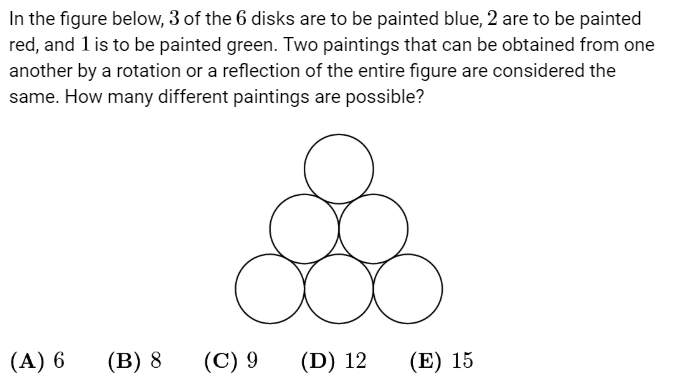 In the figure below, 3 of the 6 disks are to be painted blue, 2 are to be painted
red, and 1 is to be painted green. Two paintings that can be obtained from one
another by a rotation or a reflection of the entire figure are considered the
same. How many different paintings are possible?
(A) 6 (B) 8 (C) 9 (D) 12 (E) 15